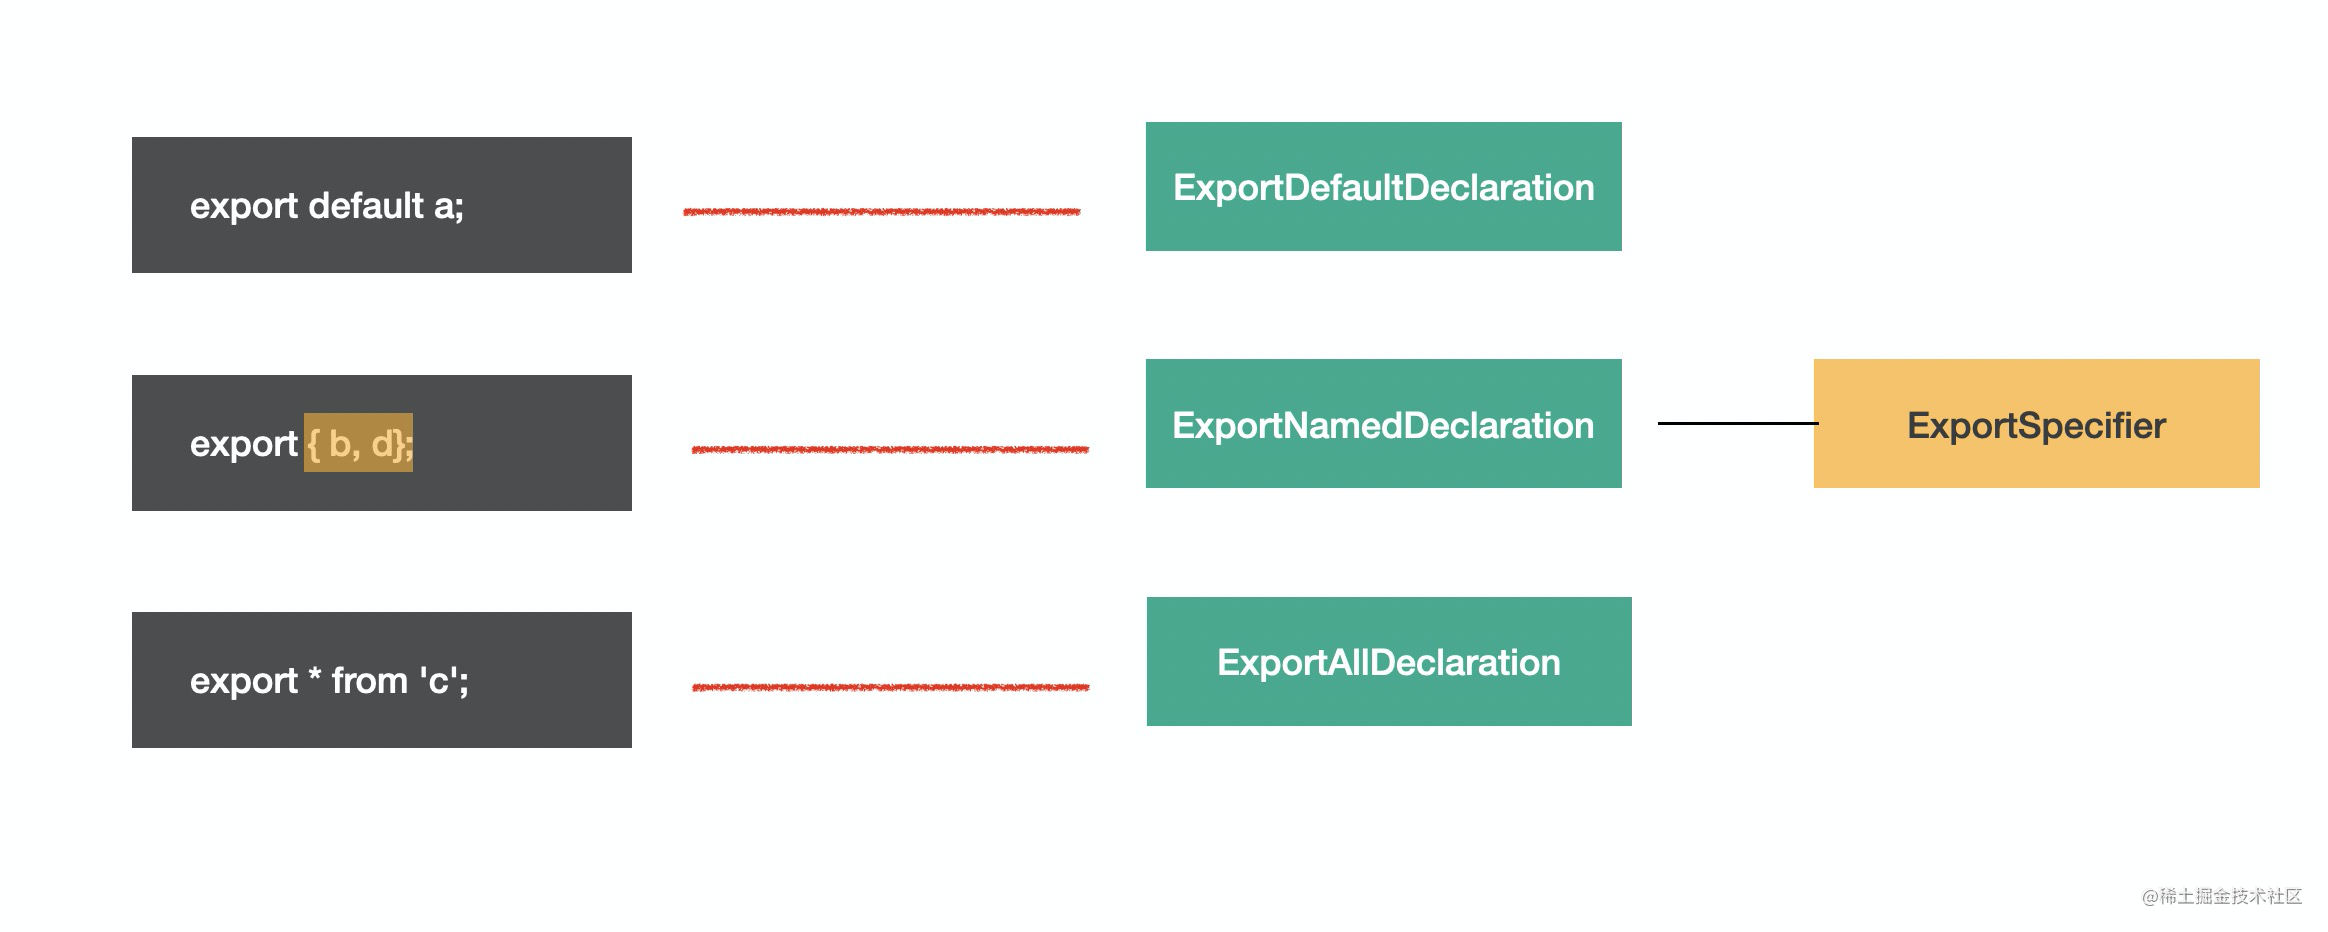 export default a;
ExportDefaultDeclaration
export { b, d};
ExportNamedDeclaration
ExportSpecifier
export * from 'c';
ExportAllDeclaration
@稀土掘金技术社区